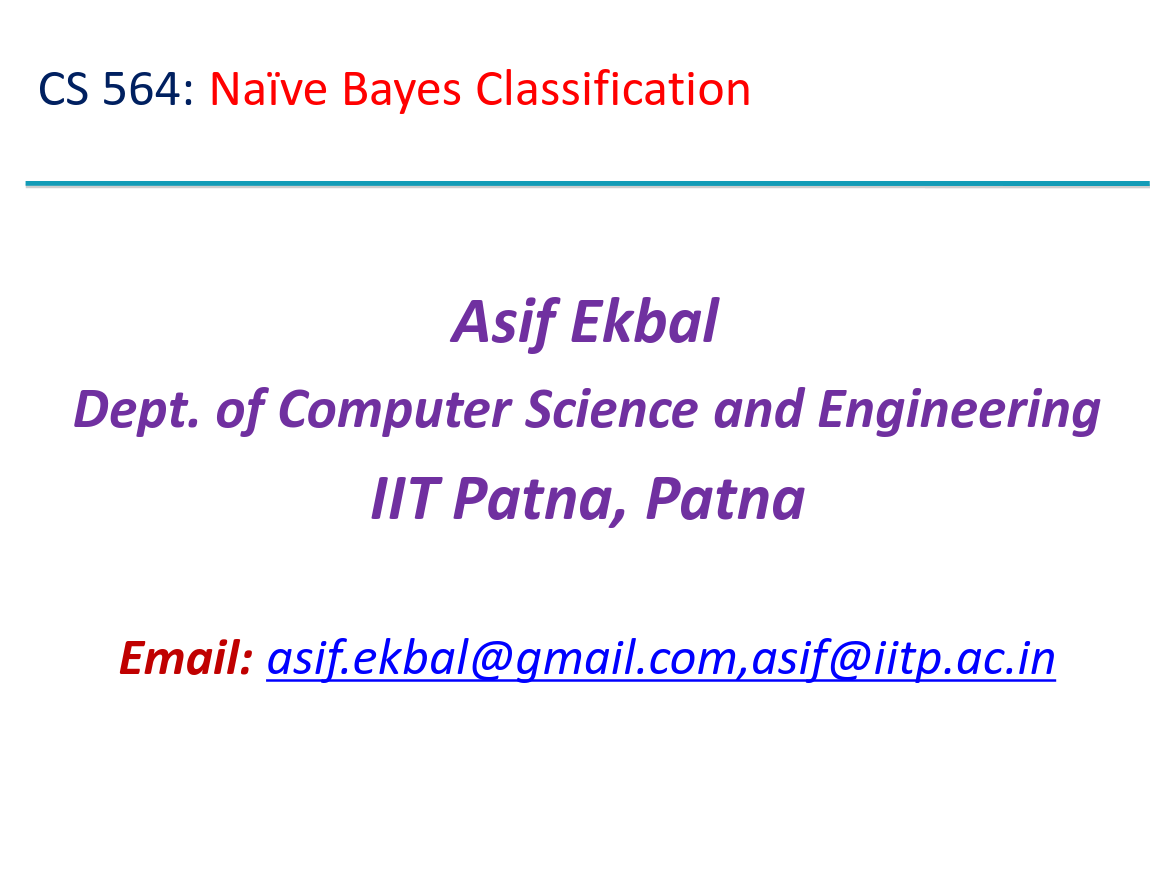 CS 564: Naïve Bayes Classification
Asif Ekbal
Dept. of Computer Science and Engineering
IIT Patna, Patna
Email: asif.ekbal@gmail.com,asif@iitp.ac.in